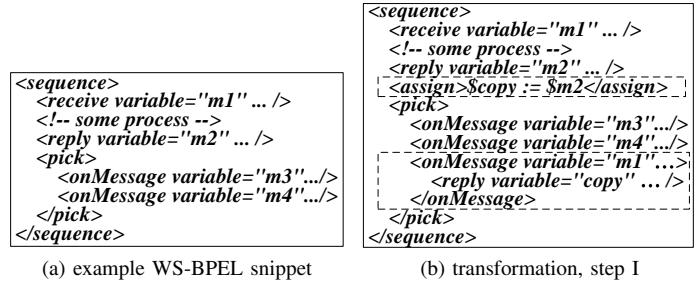 <sequence>
<receive variable="m1" ... />
<!-- some process -->
<reply variable="m2" ... />
<pick>
<onMessage variable="m3".../>
<onMessage variable="m4".../>
</pick>
</sequence>
(a) example WS-BPEL snippet
<sequence>
<receive variable="m1" ... />
<!-- some process -->
<reply variable="m2" ... />
<assign>$copy := $m2</assign>
<pick>
<onMessage variable="m3".../>
<onMessage variable="m4".../>
<onMessage variable="m1"…>
<reply variable="copy" … />
</onMessage>
</pick>
</sequence>
(b) transformation, step I